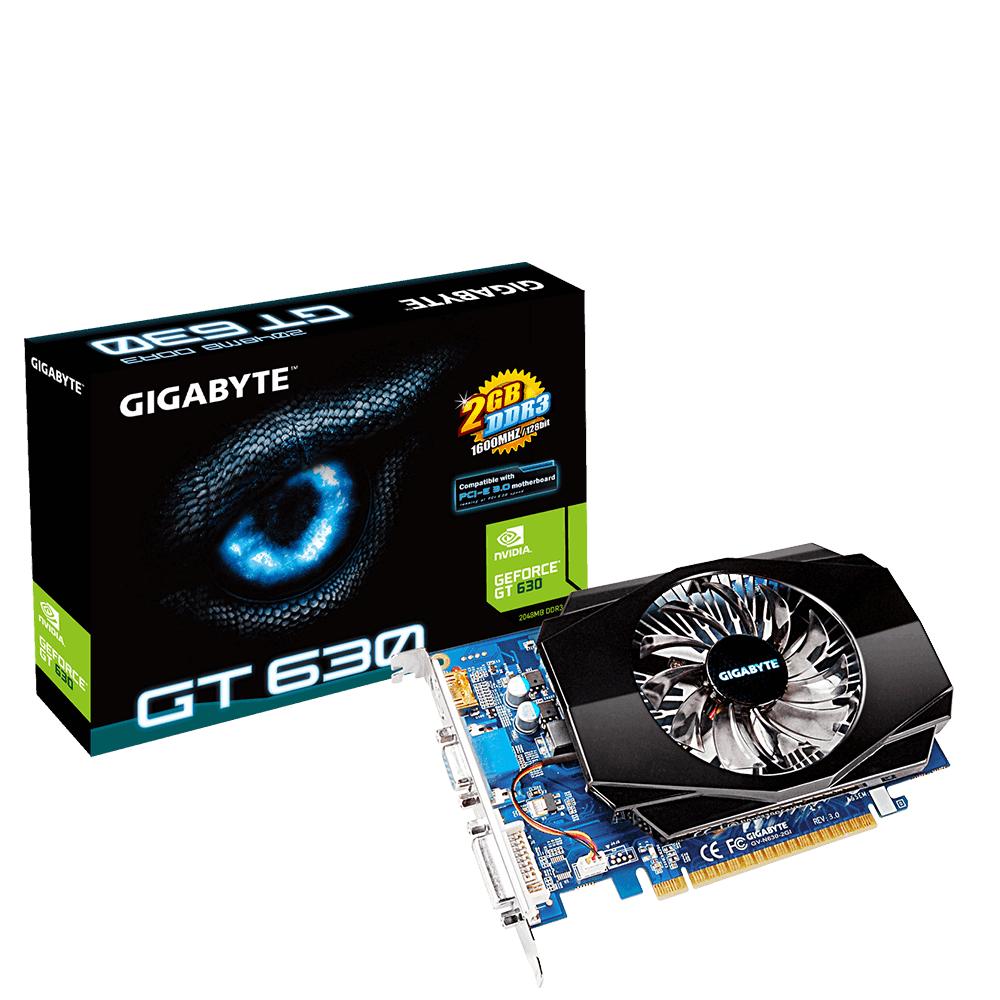 GIGABYTE
GT 630
2048MB DDR3
GIGABYTE
GIGABYTE™
2GB
DDR3
1600MHZ/128bit
Compatible with
PCI-E 3.0 motherboard
NVIDIA.
GEFORCE®
GT 630
2048MB DDR3
NVIDIA.
GEFORCE®
GT 630
GT 630
GIGABYTE
CE FC GIGABYTE
GV-N630-2GI
REV: 3.0